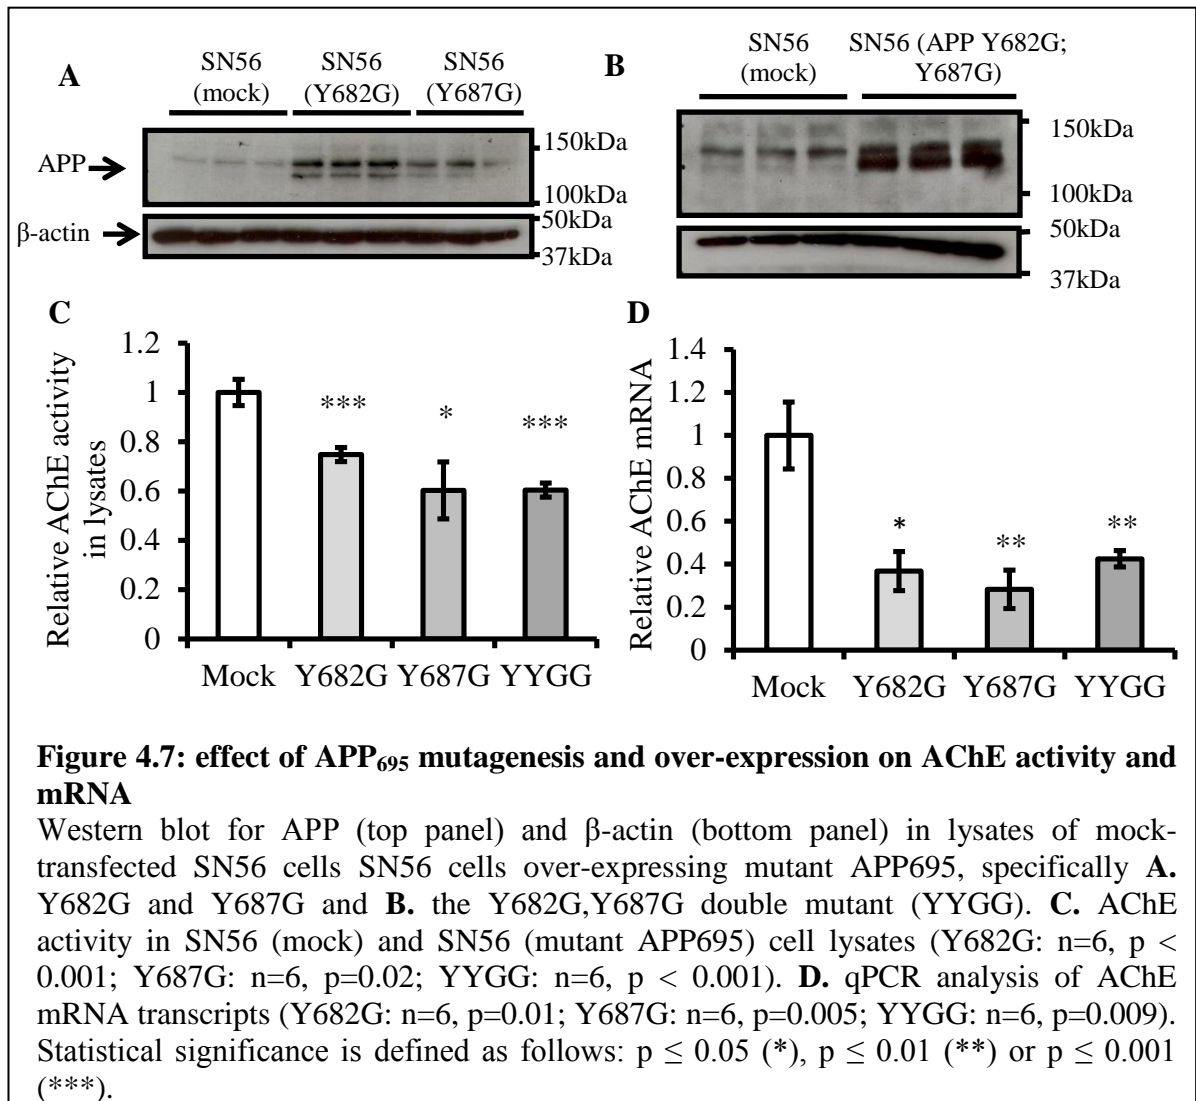 A
SN56
(mock)
SN56
(Y682G)
SN56
(Y687G)
APP
150kDa
100kDa
β-actin
50kDa
37kDa
B
SN56
(mock)
SN56 (APP Y682G;
Y687G)
150kDa
100kDa
50kDa
37kDa
C
Relative AChE activity
in lysates
1.2
1
0.8
0.6
0.4
0.2
0
***
*
***
Mock Y682G Y687G YYGG
D
Relative AChE mRNA
1.4
1.2
1
0.8
0.6
0.4
0.2
0
*
**
**
Mock Y682G Y687G YYGG
Figure 4.7: effect of APP₆₉₅ mutagenesis and over-expression on AChE activity and
mRNA
Western blot for APP (top panel) and β-actin (bottom panel) in lysates of mock-
transfected SN56 cells SN56 cells over-expressing mutant APP695, specifically A.
Y682G and Y687G and B. the Y682G,Y687G double mutant (YYGG). C. AChE
activity in SN56 (mock) and SN56 (mutant APP695) cell lysates (Y682G: n=6, p <
0.001; Y687G: n=6, p=0.02; YYGG: n=6, p < 0.001). D. qPCR analysis of AChE
mRNA transcripts (Y682G: n=6, p=0.01; Y687G: n=6, p=0.005; YYGG: n=6, p=0.009).
Statistical significance is defined as follows: p ≤ 0.05 (*), p ≤ 0.01 (**) or p ≤ 0.001
(***).